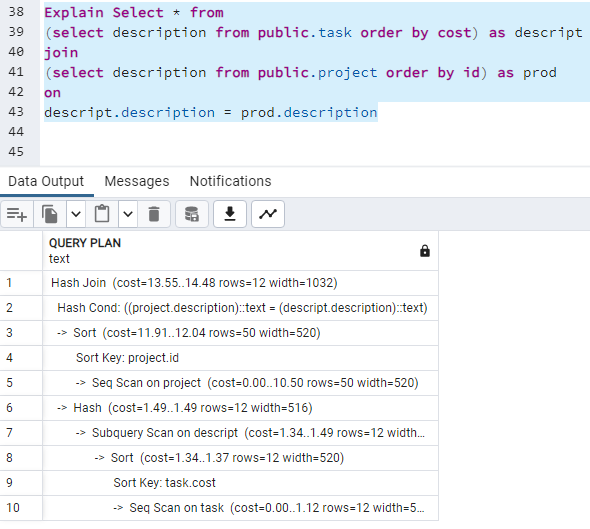 38 Explain Select * from
39 (select description from public.task order by cost) as descript
40 join
41 (select description from public.project order by id) as prod
42 on
43 descript.description = prod.description
44
45
Data Output Messages Notifications
QUERY PLAN
text
1 Hash Join (cost=13.55..14.48 rows=12 width=1032)
2 Hash Cond: ((project.description)::text = (descript.description)::text)
3 -> Sort (cost=11.91..12.04 rows=50 width=520)
4 Sort Key: project.id
5 -> Seq Scan on project (cost=0.00..10.50 rows=50 width=520)
6 -> Hash (cost=1.49..1.49 rows=12 width=516)
7 -> Subquery Scan on descript (cost=1.34..1.49 rows=12 width...
8 -> Sort (cost=1.34..1.37 rows=12 width=520)
9 Sort Key: task.cost
10 -> Seq Scan on task (cost=0.00..1.12 rows=12 width=5...